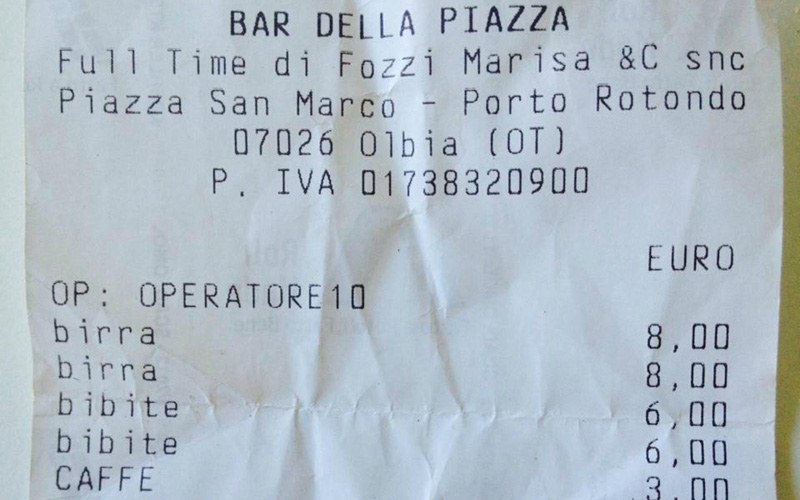 BAR DELLA PIAZZA
Full Time di Fozzi Marisa &C snc
Piazza San Marco - Porto Rotondo
07026 Olbia (OT)
P. IVA 01738320900
EURO
OP: OPERATORE10
birra 8,00
birra 8,00
bibite 6,00
bibite 6,00
CAFFE 3,00